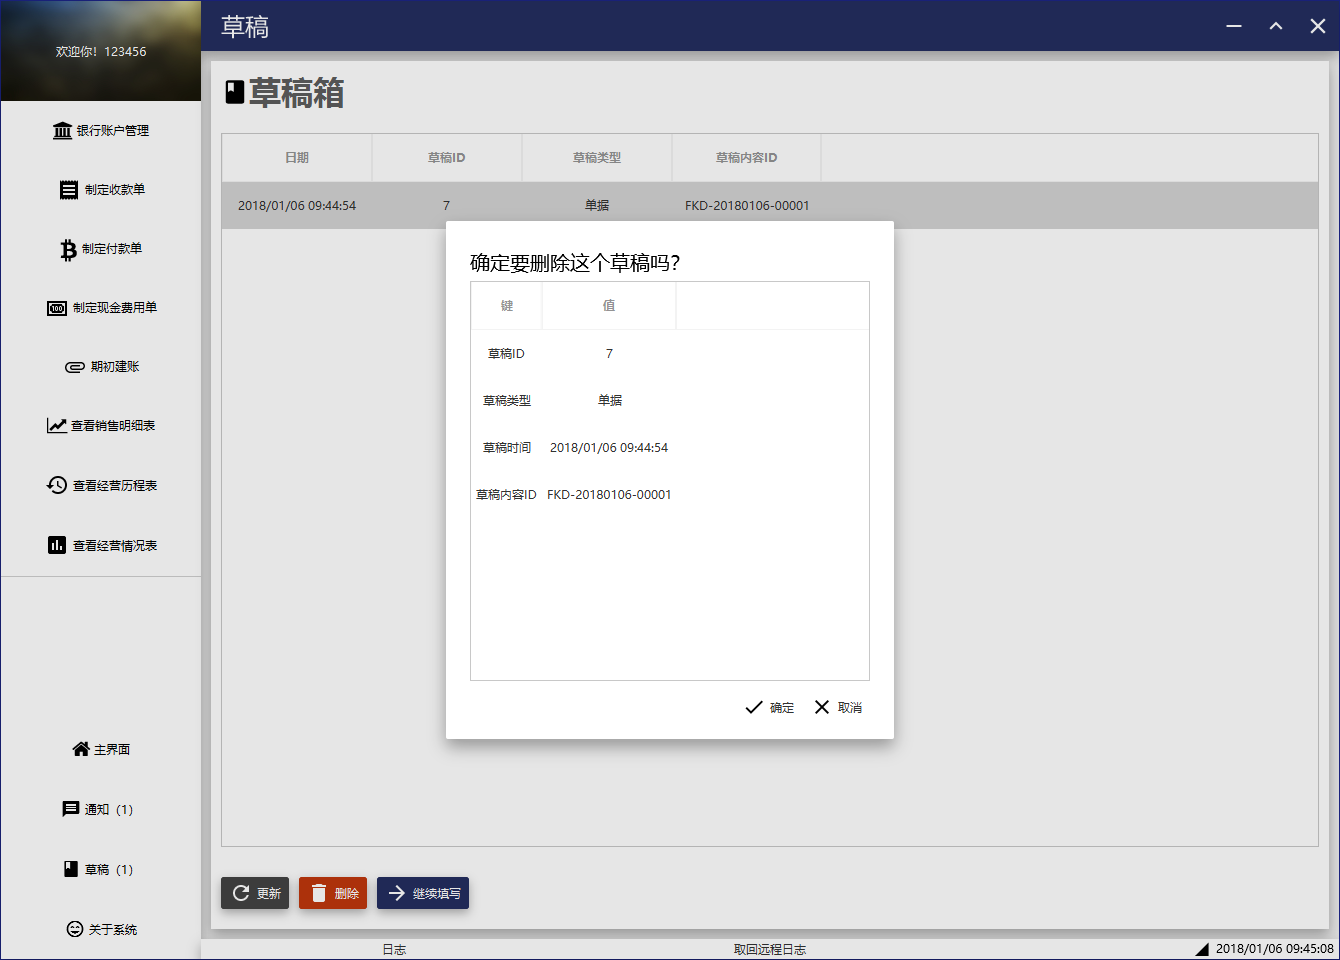 欢迎你！123456
草稿
银行账户管理
制定收款单
制定付款单
制定现金费用单
期初建账
查看销售明细表
查看经营历程表
查看经营情况表
主界面
通知（1）
草稿（1）
关于系统
草稿箱
日期 草稿ID 草稿类型 草稿内容ID
2018/01/06 09:44:54 7 单据 FKD-20180106-00001
确定要删除这个草稿吗？
键 值
草稿ID 7
草稿类型 单据
草稿时间 2018/01/06 09:44:54
草稿内容ID FKD-20180106-00001
确定 取消
更新 删除 继续填写
日志 取回远程日志 2018/01/06 09:45:08